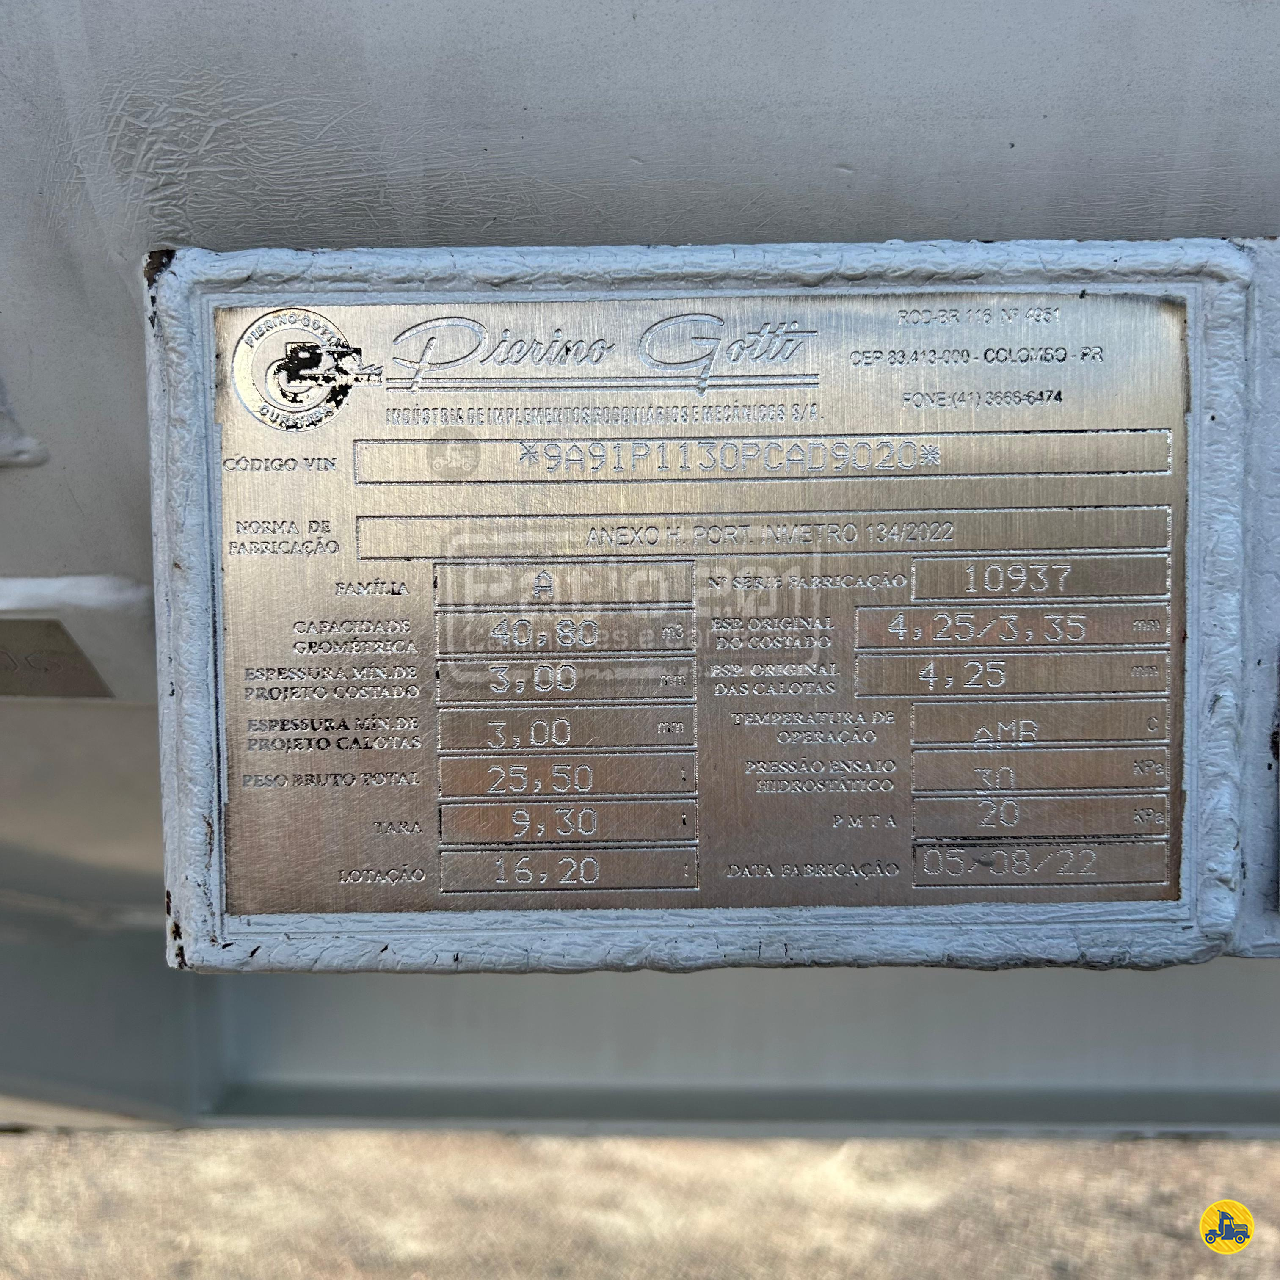 PIERINO GOTTI
Pierino Gotti
ROD-BR 116 Nº 4951
CEP 83.413-000 - COLOMBO - PR
FONE:(41) 3666-6474
INDÚSTRIA DE IMPLEMENTOS RODOVIÁRIOS E MECÂNICOS S/A
CÓDIGO VIN *9A91P1130PCAD9020*
NORMA DE FABRICAÇÃO ANEXO H. PORT. INMETRO 134/2022
FAMÍLIA A
Nº SÉRIE FABRICAÇÃO 10937
CAPACIDADE GEOMÉTRICA 40,80 m3
ESP. ORIGINAL DO COSTADO 4,25/3,35 mm
ESPESSURA MÍN. DE PROJETO COSTADO 3,00 mm
ESP. ORIGINAL DAS CALOTAS 4,25 mm
ESPESSURA MÍN. DE PROJETO CALOTAS 3,00 mm
TEMPERATURA DE OPERAÇÃO AMB C
PESO BRUTO TOTAL 25,50 t
PRESSÃO ENSAIO HIDROSTÁTICO 30 KPa
TARA 9,30 t
P M T A 20 KPa
LOTAÇÃO 16,20 t
DATA FABRICAÇÃO 05/08/22